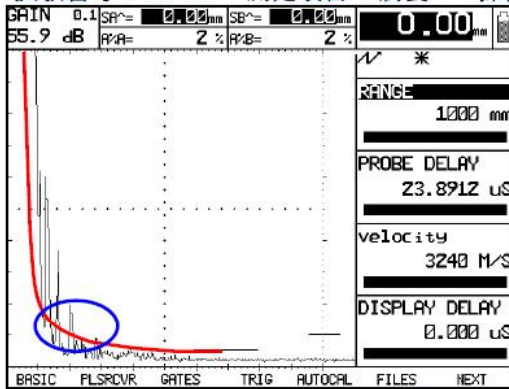 GAIN 0.1 SA^= 0.00mm SB^= 0.00mm 0.00mm
55.9 dB A%A= 2 % A%B= 2 %
RANGE
1000 mm
PROBE DELAY
23.8912 uS
velocity
3240 M/S
DISPLAY DELAY
0.000 uS
BASIC PLSRCVR GATES TRIG AUTOCAL FILES NEXT